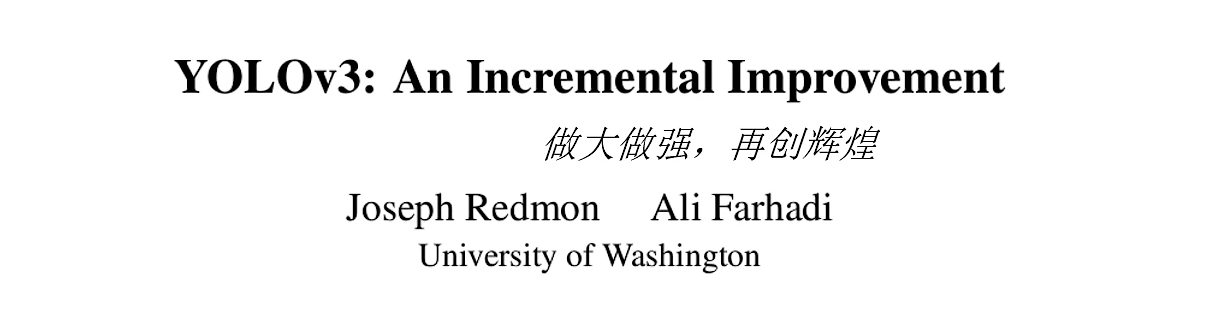 YOLOv3: An Incremental Improvement
做大做强，再创辉煌
Joseph Redmon Ali Farhadi
University of Washington